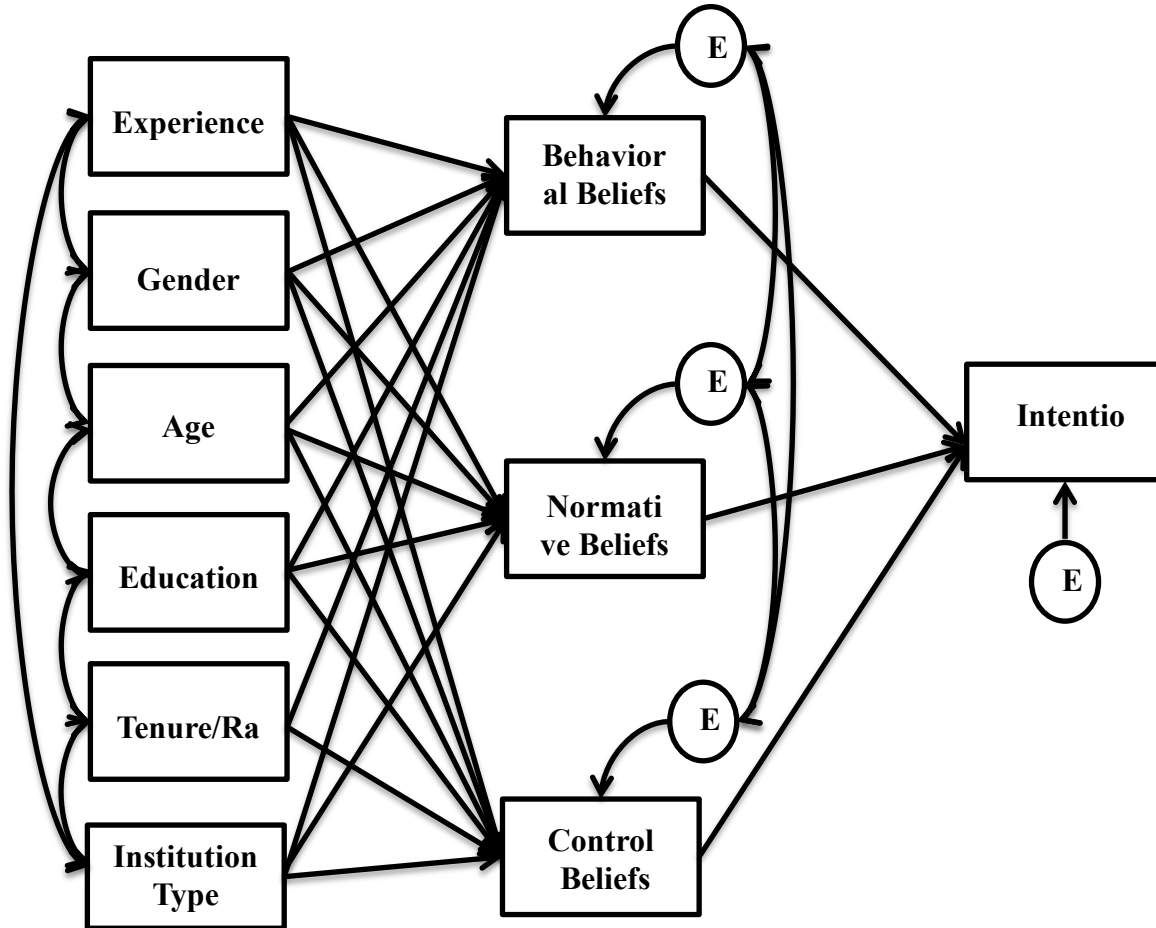 E
Experience
Behavior
al Beliefs
Gender
E
Age
Intentio
Normati
ve Beliefs
Education
E
E
Tenure/Ra
Control
Beliefs
Institution
Type